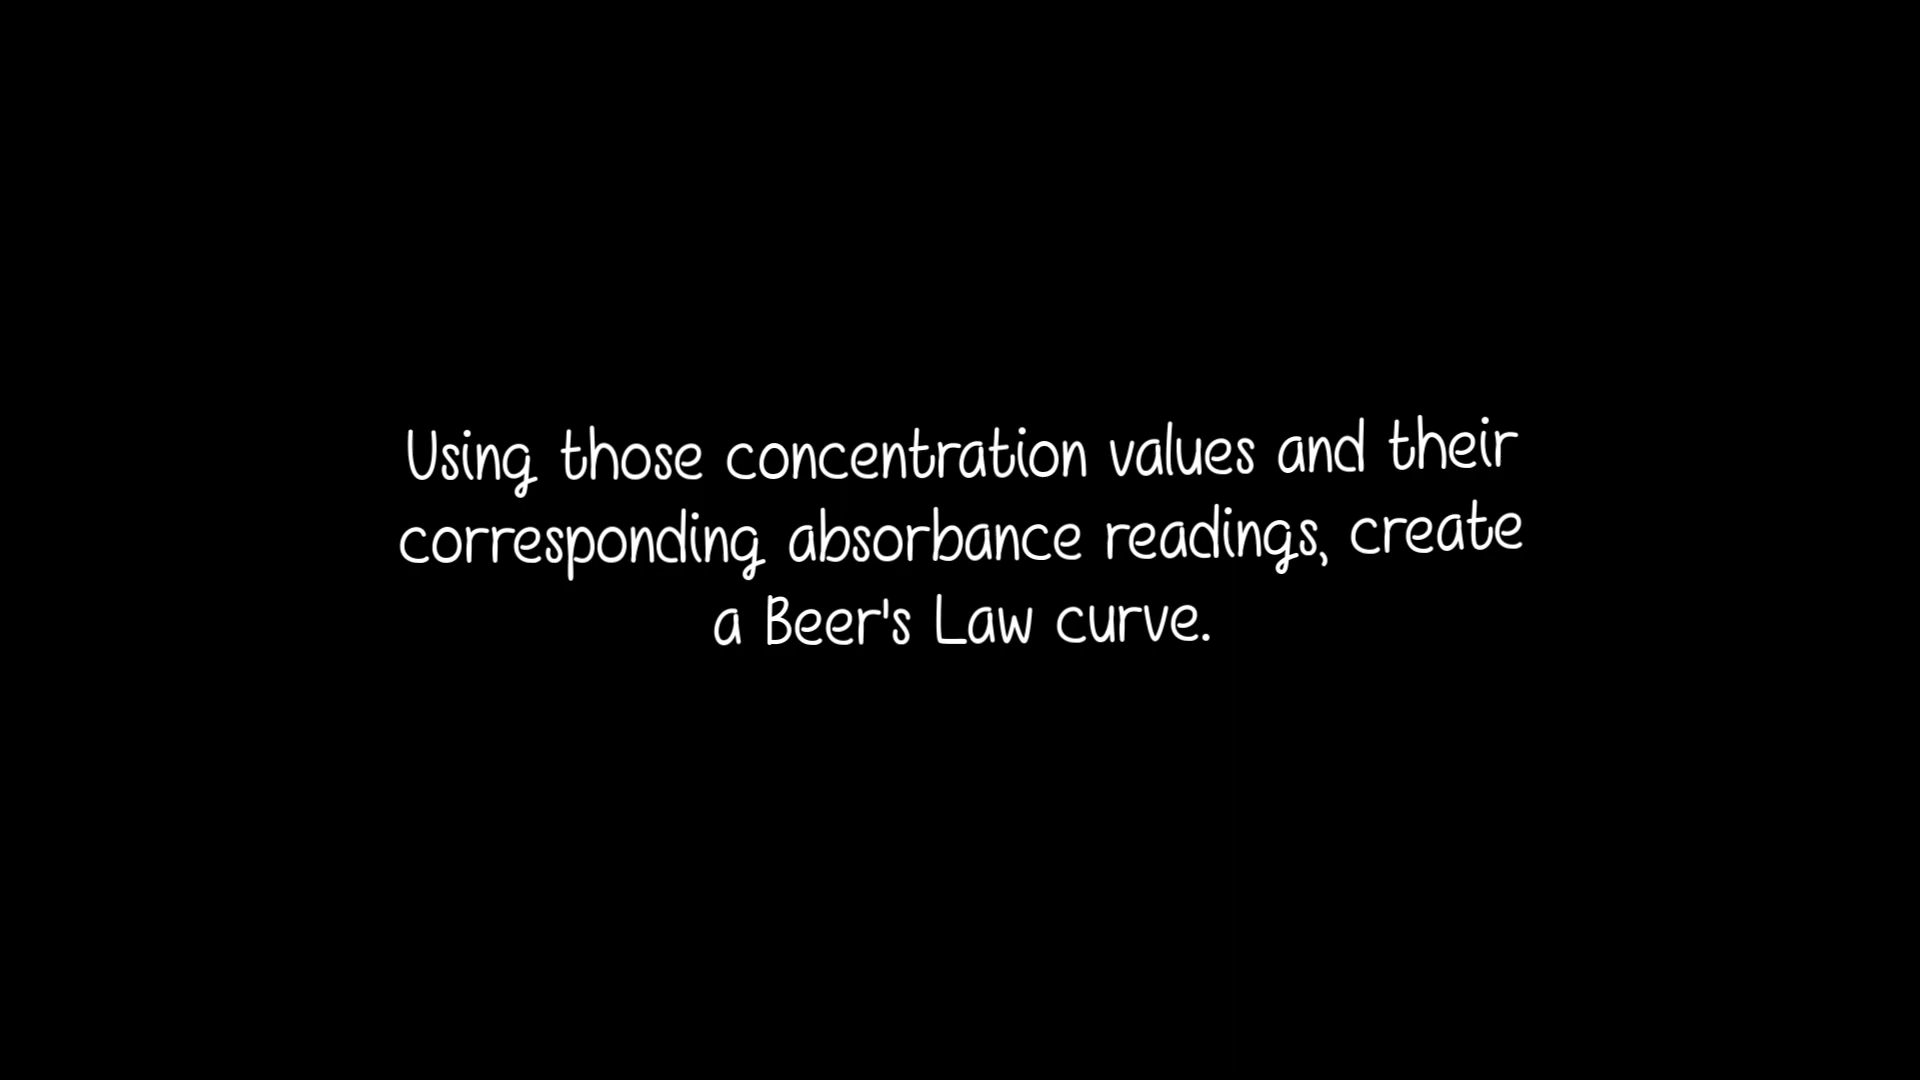 Using those concentration values and their
corresponding absorbance readings, create
a Beer's Law curve.